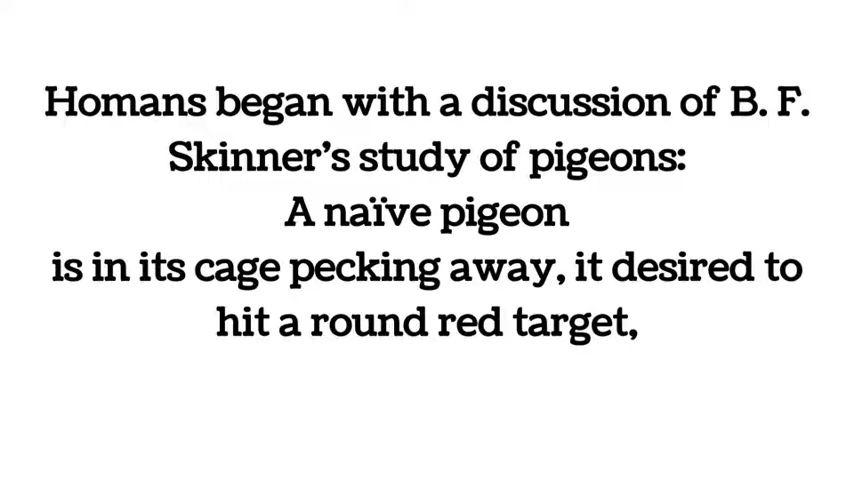 Homans began with a discussion of B. F.
Skinner’s study of pigeons:
A naïve pigeon
is in its cage pecking away, it desired to
hit a round red target,